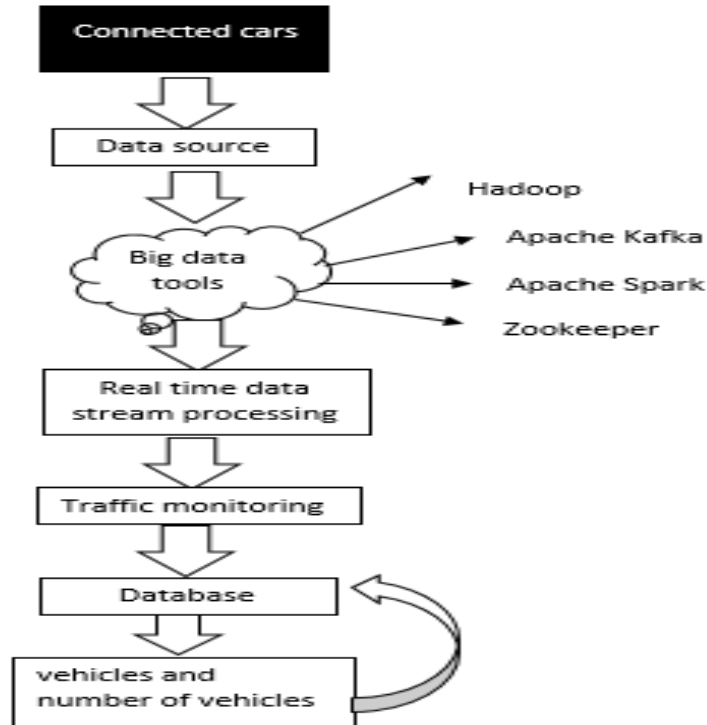 Connected cars
Data source
Hadoop
Apache Kafka
Big data
tools
Apache Spark
Zookeeper
Real time data
stream processing
Traffic monitoring
Database
vehicles and
number of vehicles